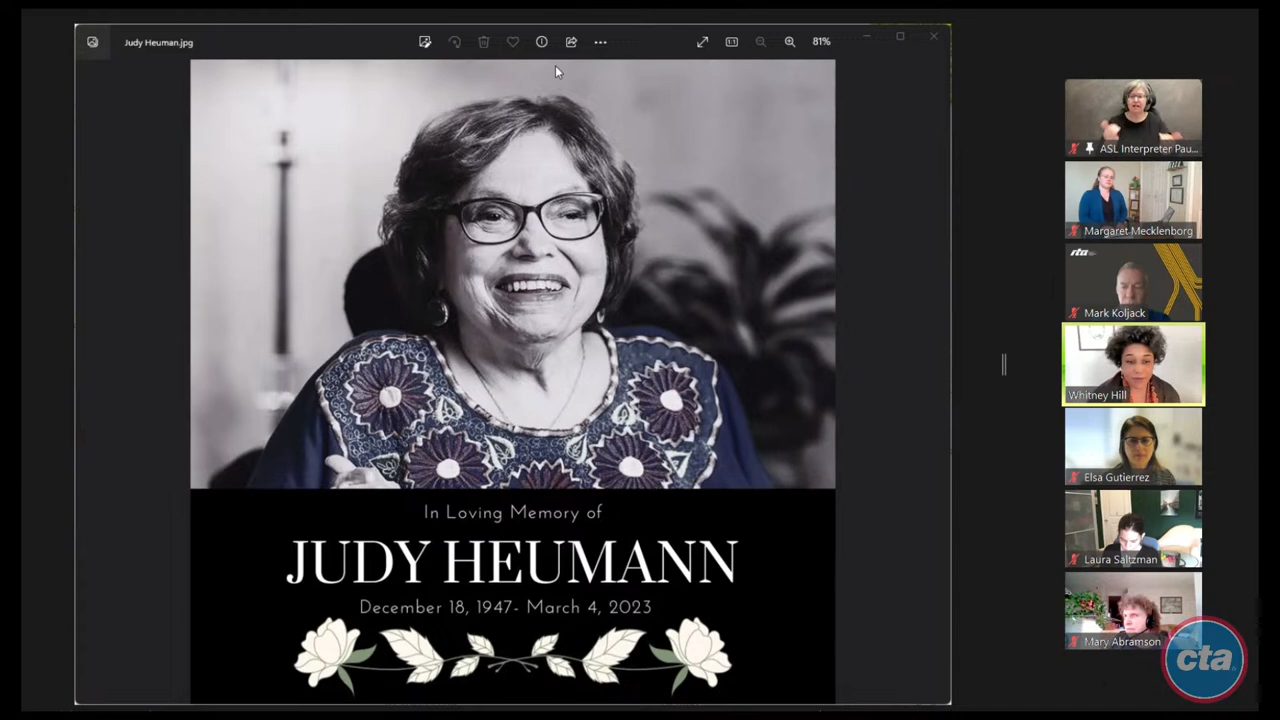 Judy Heuman.jpg
81%
In Loving Memory of
JUDY HEUMANN
December 18, 1947- March 4, 2023
ASL Interpreter Pau...
Margaret Mecklenborg
rta
Mark Koljack
Whitney Hill
Elsa Gutierrez
Laura Saltzman
Mary Abramson
cta